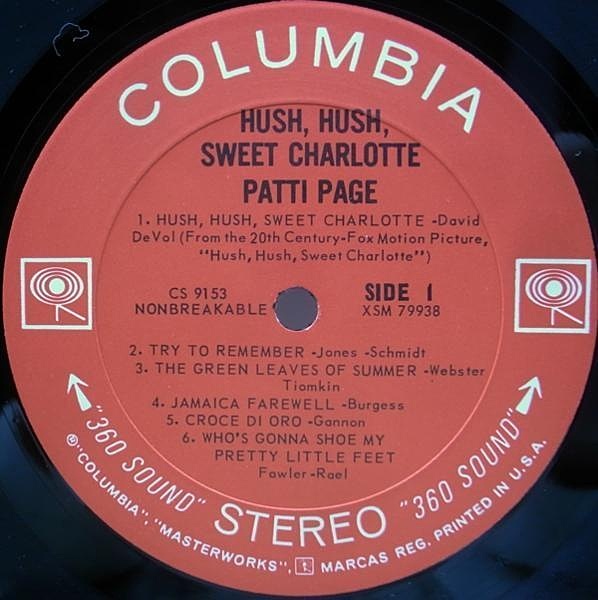 COLUMBIA
HUSH, HUSH,
SWEET CHARLOTTE
PATTI PAGE
1. HUSH, HUSH, SWEET CHARLOTTE -David
DeVol (From the 20th Century-Fox Motion Picture,
"Hush, Hush, Sweet Charlotte")
CS 9153
NONBREAKABLE
SIDE 1
XSM 79938
2. TRY TO REMEMBER -Jones -Schmidt
3. THE GREEN LEAVES OF SUMMER -Webster
Tiomkin
4. JAMAICA FAREWELL -Burgess
5. CROCE DI ORO -Gannon
6. WHO'S GONNA SHOE MY
PRETTY LITTLE FEET
Fowler -Rael
"360 SOUND" STEREO "360 SOUND"
® "COLUMBIA", "MASTERWORKS", MARCAS REG. PRINTED IN U.S.A.